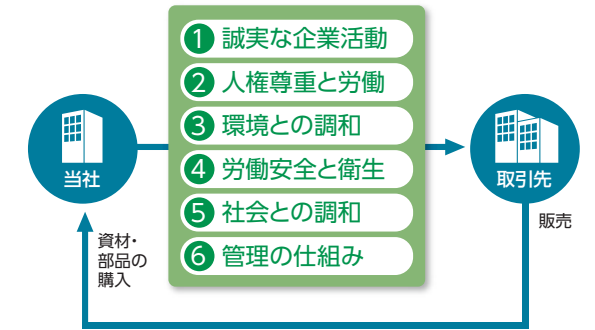 1 誠実な企業活動
2 人権尊重と労働
3 環境との調和
4 労働安全と衛生
5 社会との調和
6 管理の仕組み
当社
取引先
販売
資材・
部品の
購入